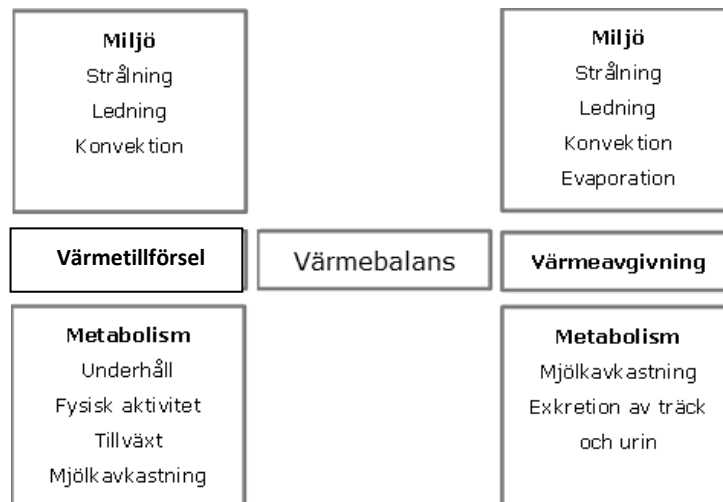 Miljö
Strålning
Ledning
Konvektion
Miljö
Strålning
Ledning
Konvektion
Evaporation
Värmetillförsel
Värmebalans
Värmeavgivning
Metabolism
Underhåll
Fysisk aktivitet
Tillväxt
Mjölkavkastning
Metabolism
Mjölkavkastning
Exkretion av träck
och urin